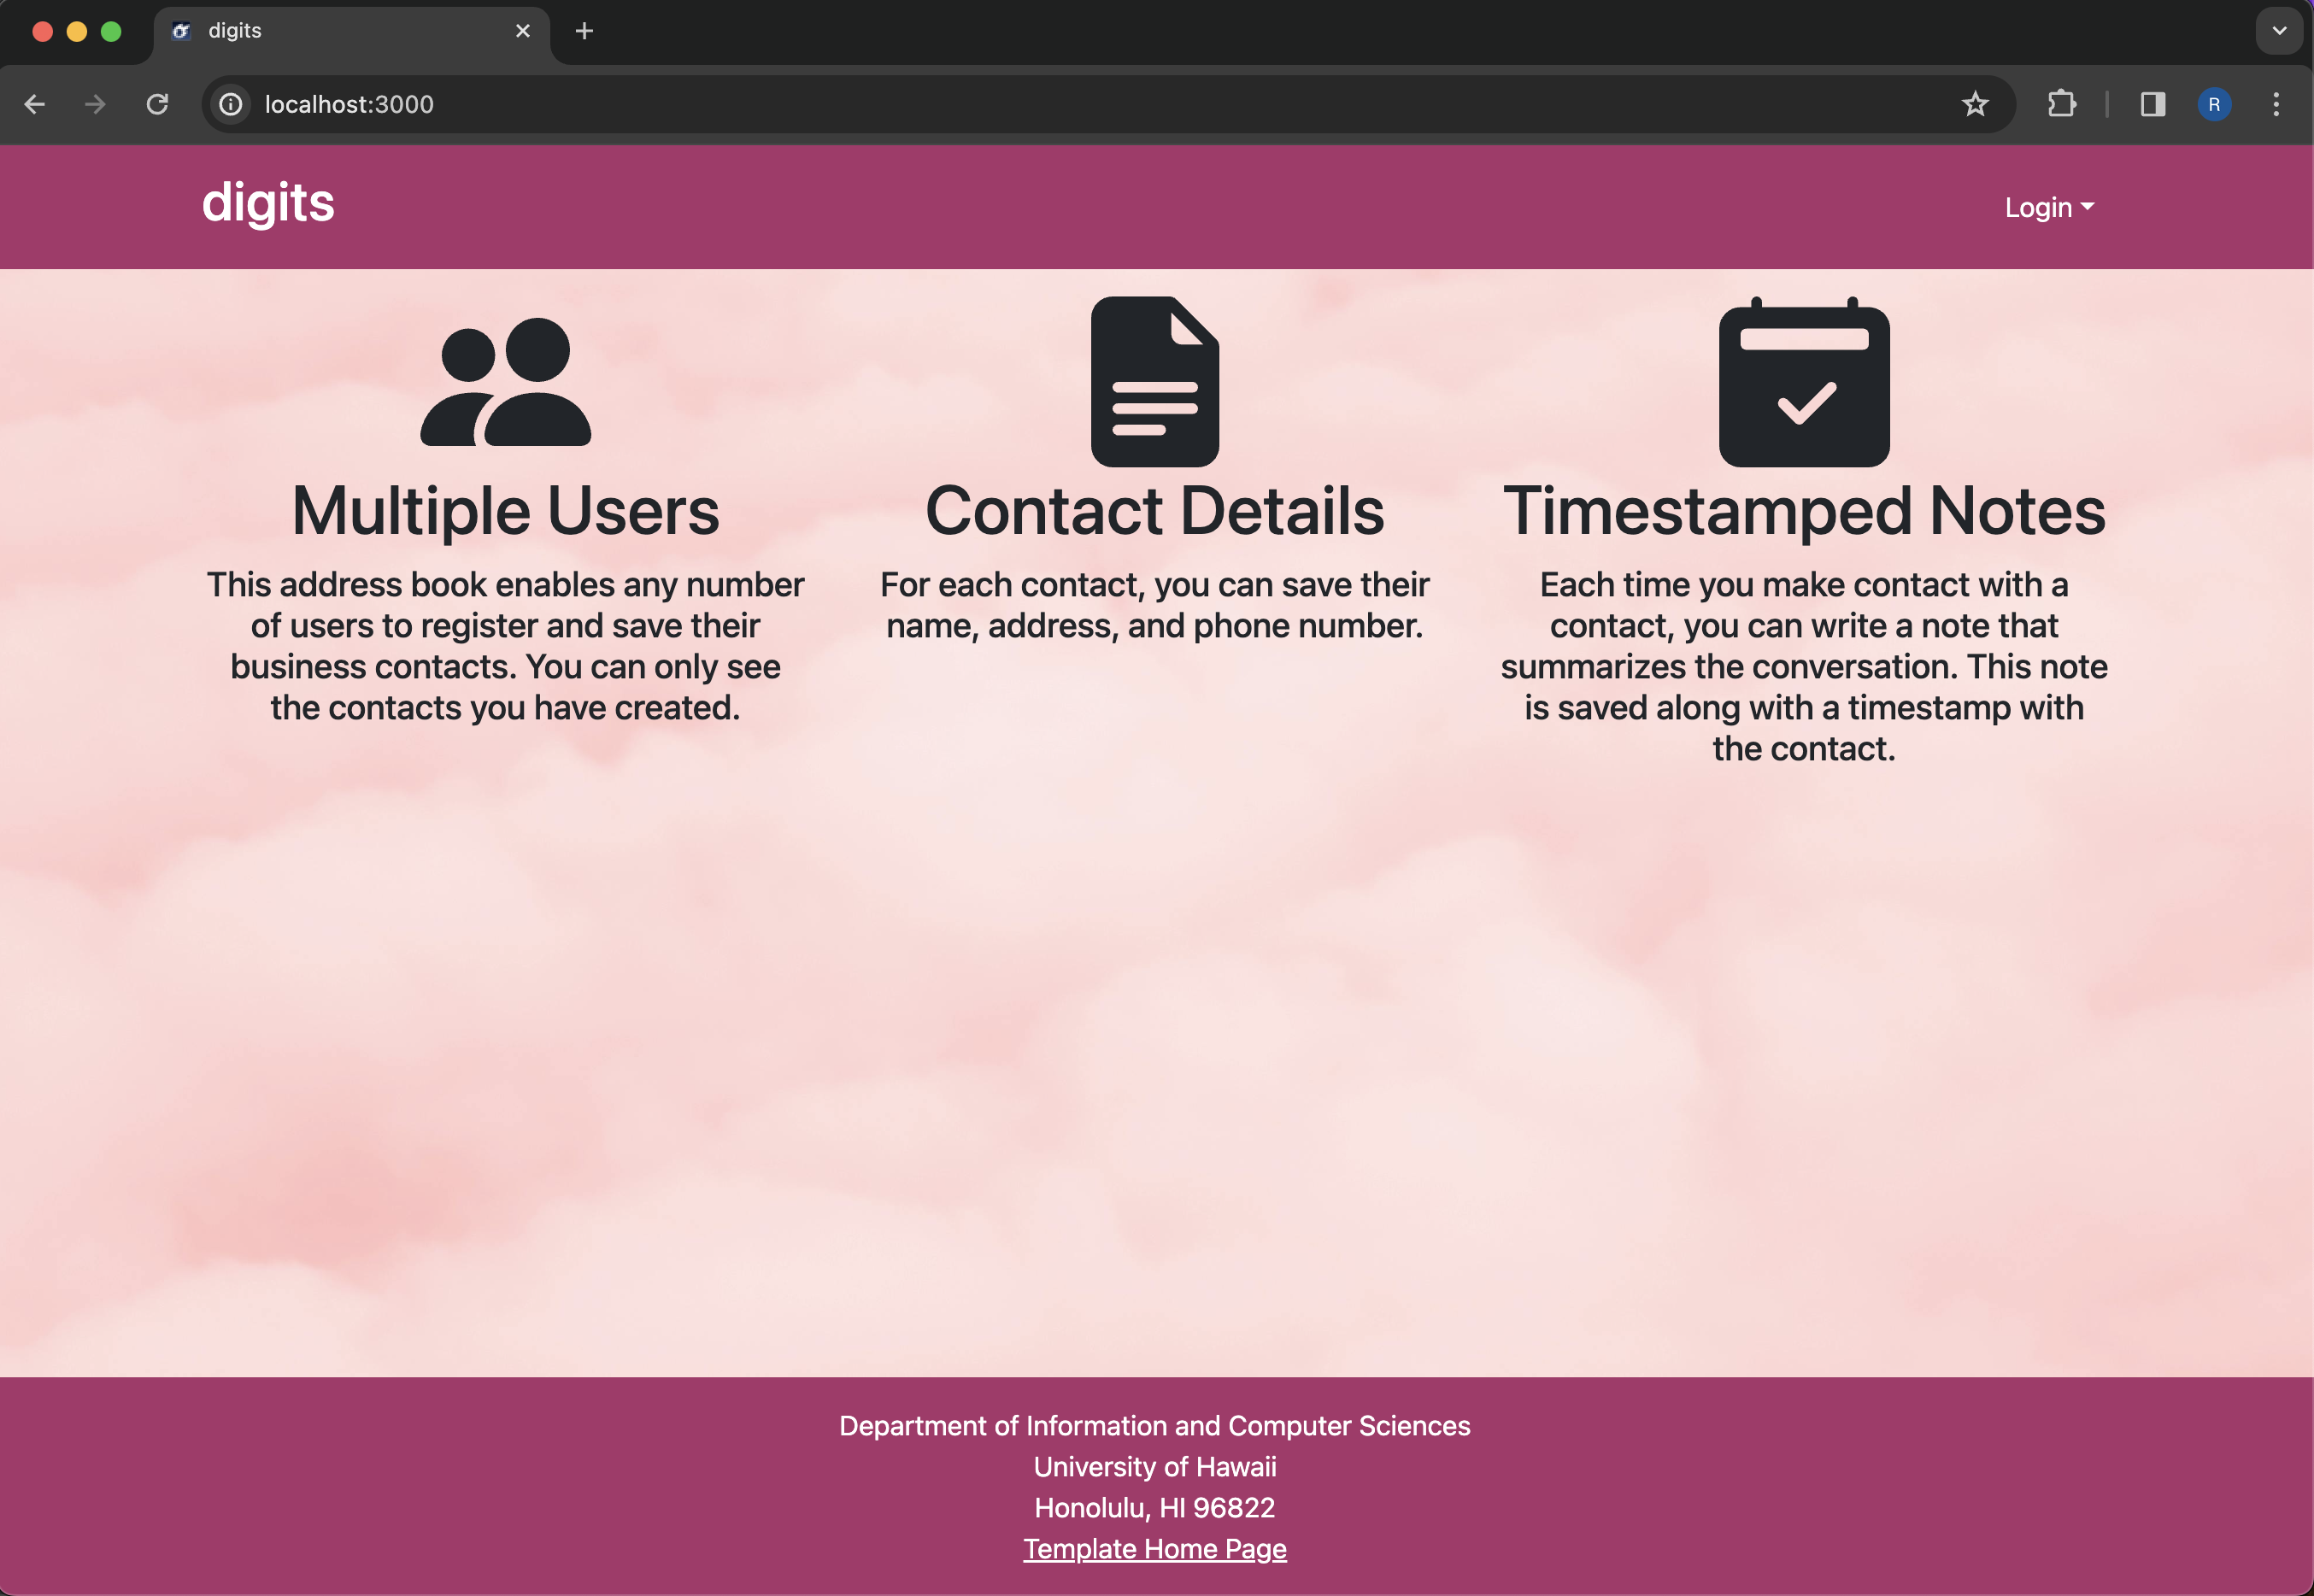 digits
localhost:3000
R
digits
Login
Multiple Users
This address book enables any number
of users to register and save their
business contacts. You can only see
the contacts you have created.
Contact Details
For each contact, you can save their
name, address, and phone number.
Timestamped Notes
Each time you make contact with a
contact, you can write a note that
summarizes the conversation. This note
is saved along with a timestamp with
the contact.
Department of Information and Computer Sciences
University of Hawaii
Honolulu, HI 96822
Template Home Page